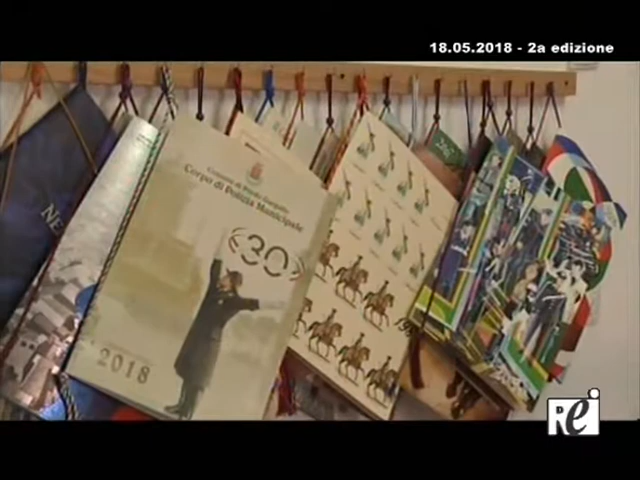 18.05.2018 - 2a edizione
Corpo di Polizia Municipale
30
2018
NE
Rei